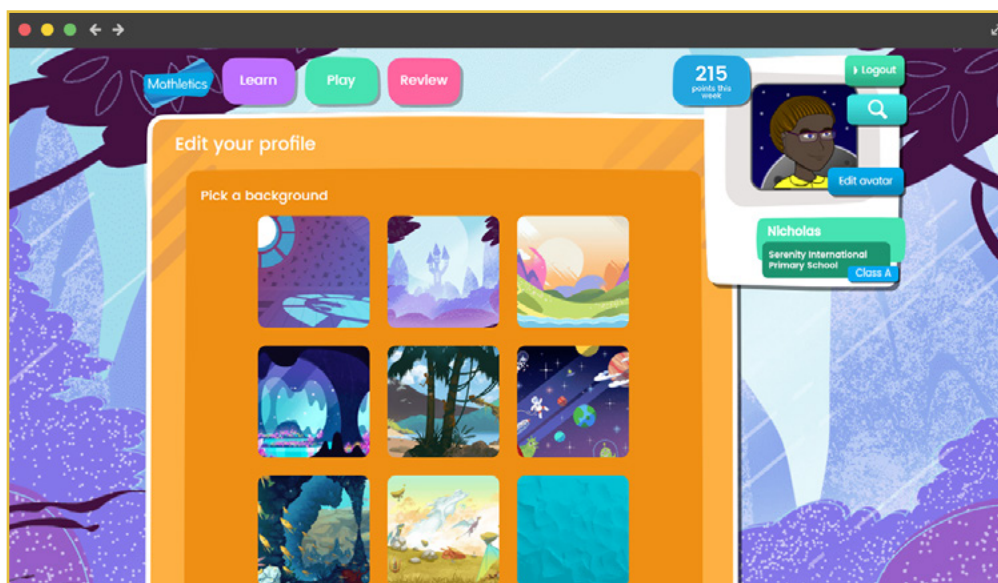 Mathletics
Learn
Play
Review
215
points this
week
Logout
Edit your profile
Edit avatar
Pick a background
Nicholas
Serenity International
Primary School
Class A